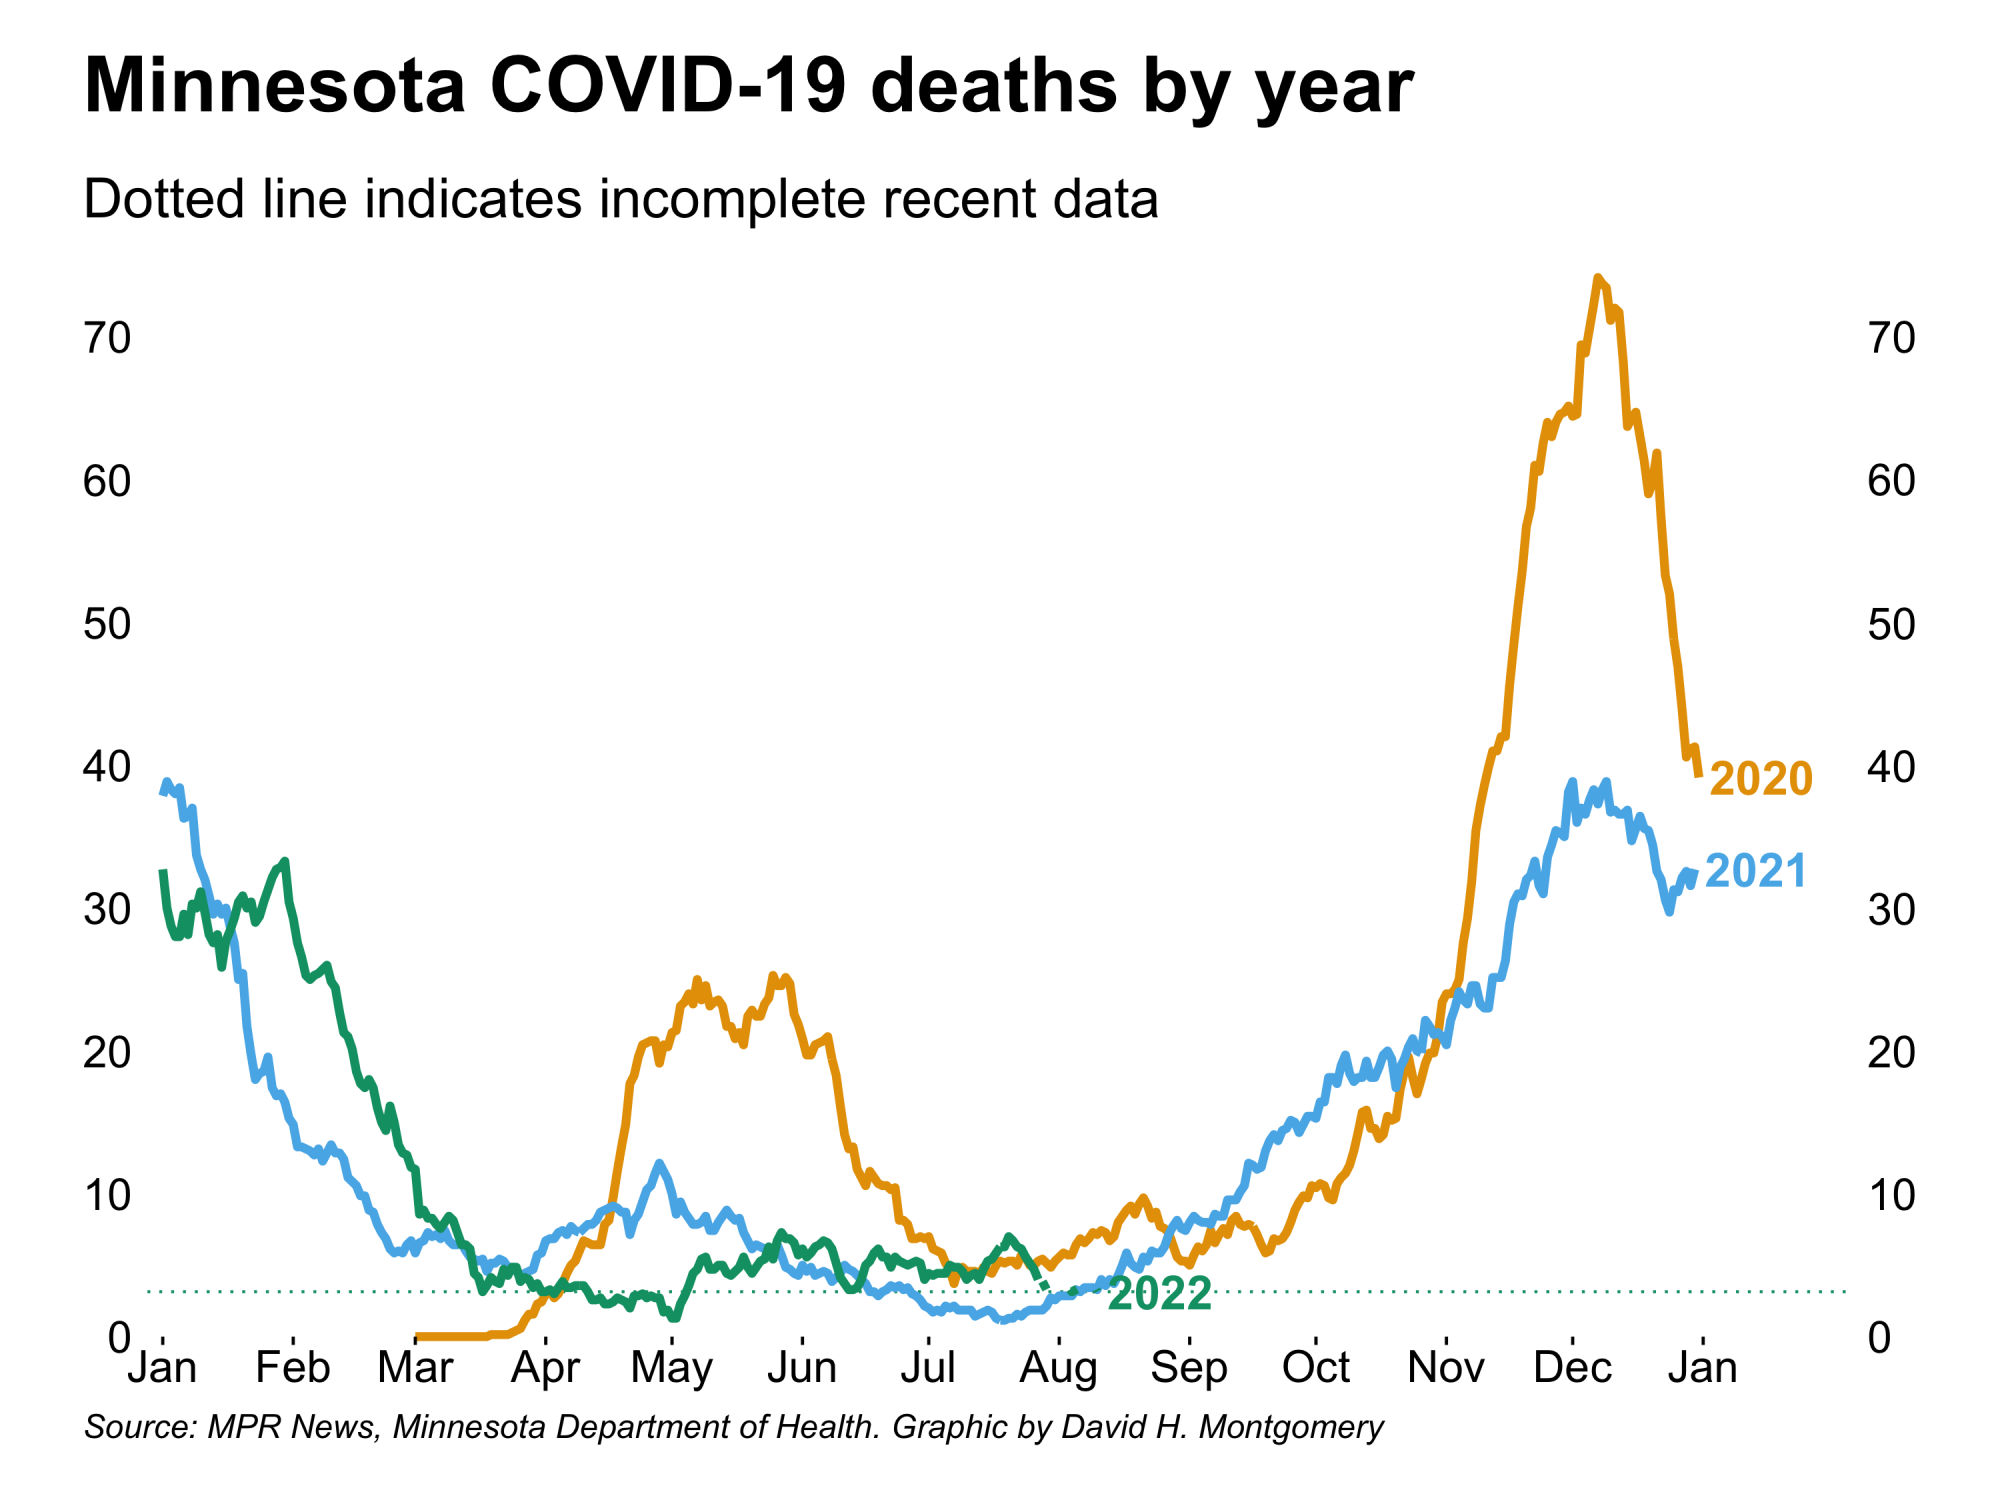 Minnesota COVID-19 deaths by year
Dotted line indicates incomplete recent data
70 70
60 60
50 50
40 40
2020
2021
30 30
20 20
10 10
2022
0 0
Jan Feb Mar Apr May Jun Jul Aug Sep Oct Nov Dec Jan
Source: MPR News, Minnesota Department of Health. Graphic by David H. Montgomery